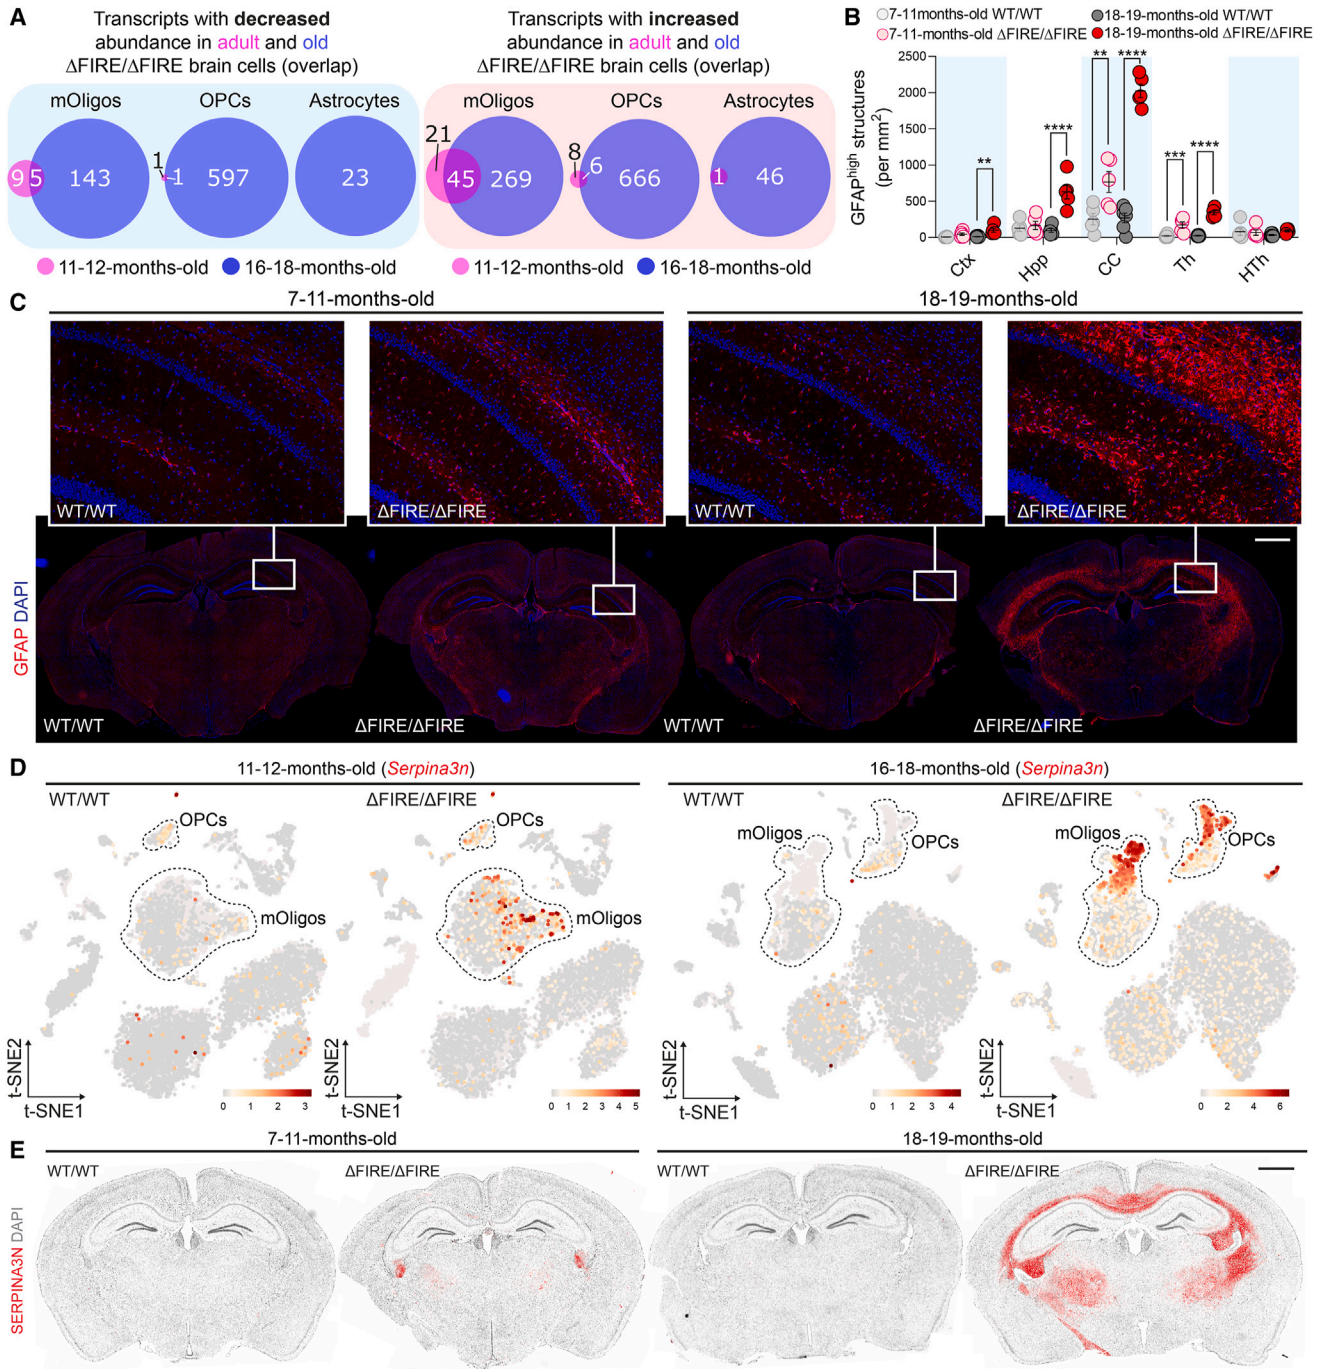 A
Transcripts with decreased
abundance in adult and old
ΔFIRE/ΔFIRE brain cells (overlap)
mOligos OPCs Astrocytes
9 5 143
1 1 597
23
11-12-months-old 16-18-months-old
Transcripts with increased
abundance in adult and old
ΔFIRE/ΔFIRE brain cells (overlap)
mOligos OPCs Astrocytes
21 45 269
8 6 666
1 46
11-12-months-old 16-18-months-old
B
7-11months-old WT/WT 18-19-months-old WT/WT
7-11-months-old ΔFIRE/ΔFIRE 18-19-months-old ΔFIRE/ΔFIRE
GFAPhigh structures
(per mm2)
2500
2000
1500
1000
500
0
** **** ** **** *** ****
Ctx Hpp CC Th HTh
C
7-11-months-old 18-19-months-old
WT/WT ΔFIRE/ΔFIRE WT/WT ΔFIRE/ΔFIRE
GFAP DAPI
WT/WT ΔFIRE/ΔFIRE WT/WT ΔFIRE/ΔFIRE
D
11-12-months-old (Serpina3n) 16-18-months-old (Serpina3n)
WT/WT ΔFIRE/ΔFIRE WT/WT ΔFIRE/ΔFIRE
OPCs OPCs mOligos OPCs mOligos OPCs
mOligos mOligos
t-SNE2 t-SNE2 t-SNE2 t-SNE2
t-SNE1 t-SNE1 t-SNE1 t-SNE1
0 1 2 3
0 1 2 3 4 5
0 1 2 3 4
0 2 4 6
E
7-11-months-old 18-19-months-old
WT/WT ΔFIRE/ΔFIRE WT/WT ΔFIRE/ΔFIRE
SERPINA3N DAPI